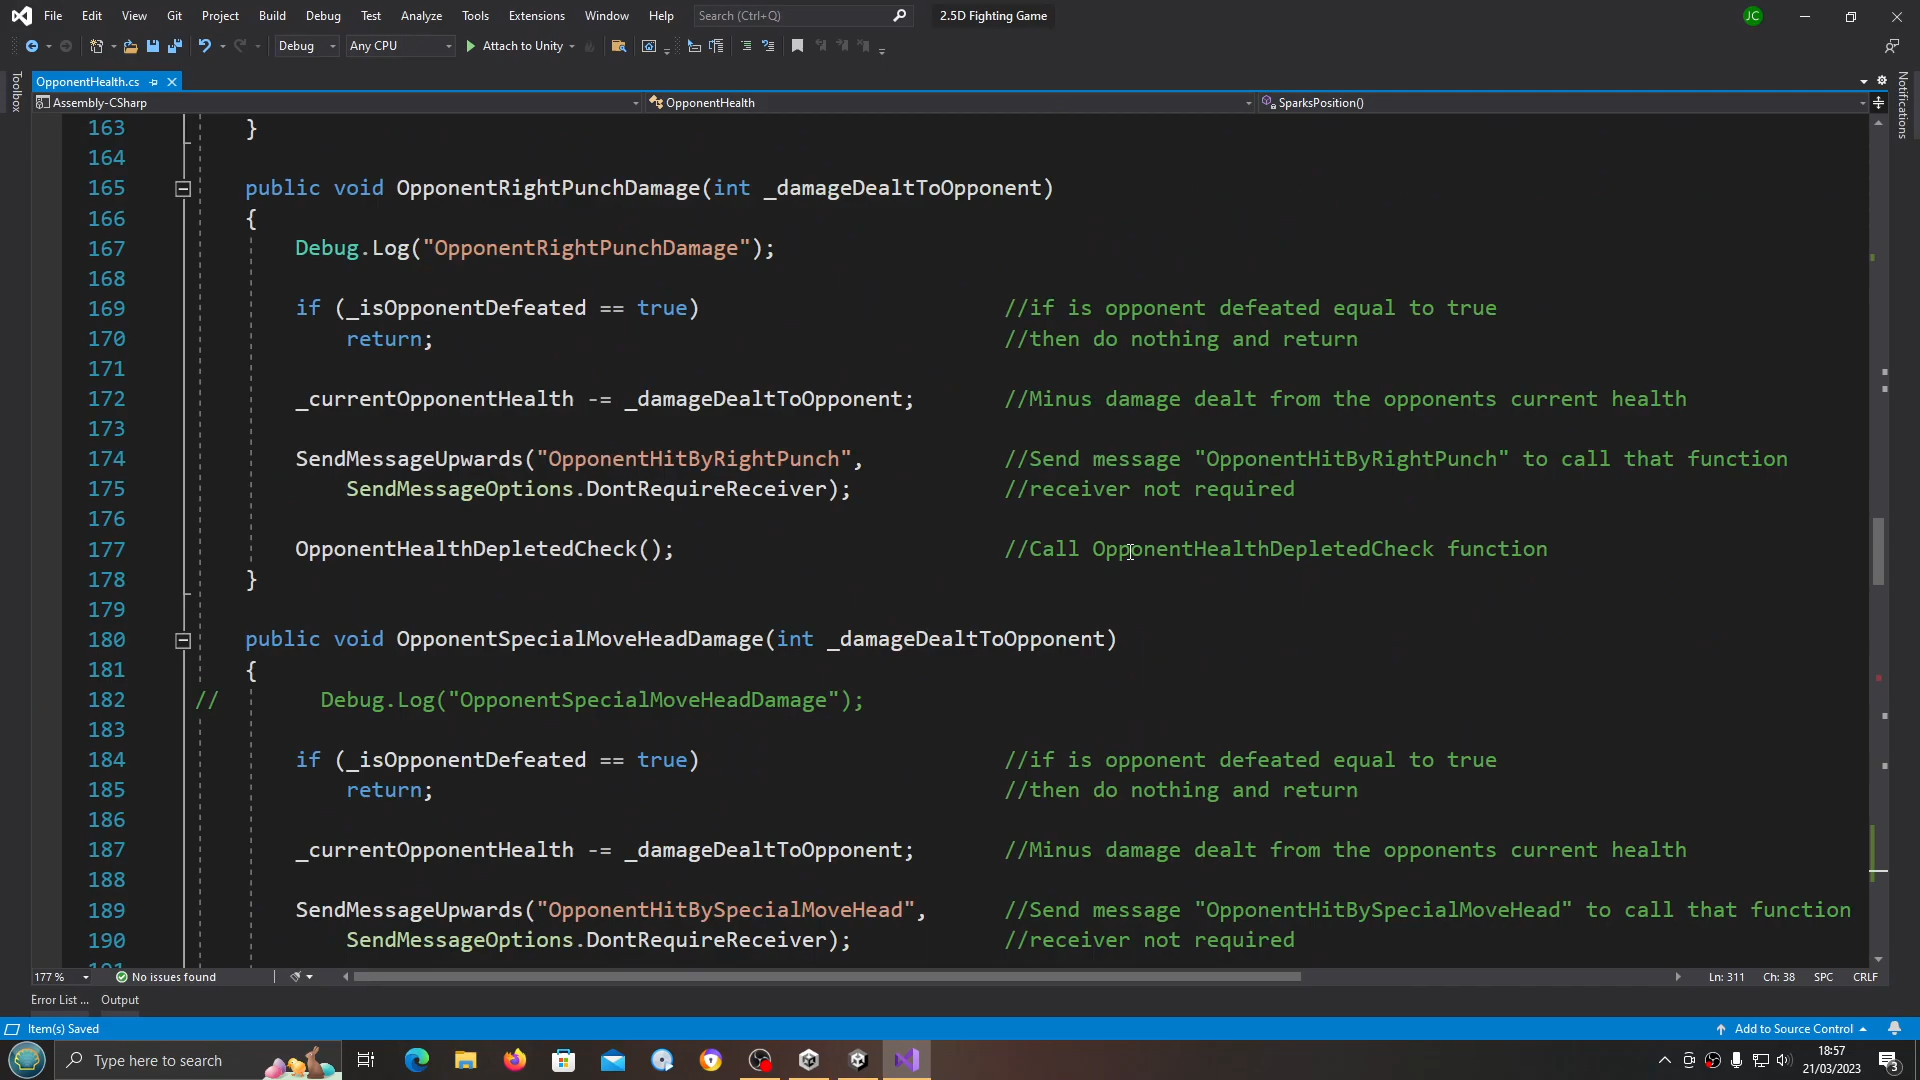 File Edit View Git Project Build Debug Test Analyze Tools Extensions Window Help Search (Ctrl+Q) 2.5D Fighting Game JC
Debug Any CPU Attach to Unity
Toolbox
OpponentHealth.cs
Notifications
Assembly-CSharp OpponentHealth SparksPosition()
163 }
164
165 public void OpponentRightPunchDamage(int _damageDealtToOpponent)
166 {
167 Debug.Log("OpponentRightPunchDamage");
168
169 if (_isOpponentDefeated == true) //if is opponent defeated equal to true
170 return; //then do nothing and return
171
172 _currentOpponentHealth -= _damageDealtToOpponent; //Minus damage dealt from the opponents current health
173
174 SendMessageUpwards("OpponentHitByRightPunch", //Send message "OpponentHitByRightPunch" to call that function
175 SendMessageOptions.DontRequireReceiver); //receiver not required
176
177 OpponentHealthDepletedCheck(); //Call OpponentHealthDepletedCheck function
178 }
179
180 public void OpponentSpecialMoveHeadDamage(int _damageDealtToOpponent)
181 {
182 // Debug.Log("OpponentSpecialMoveHeadDamage");
183
184 if (_isOpponentDefeated == true) //if is opponent defeated equal to true
185 return; //then do nothing and return
186
187 _currentOpponentHealth -= _damageDealtToOpponent; //Minus damage dealt from the opponents current health
188
189 SendMessageUpwards("OpponentHitBySpecialMoveHead", //Send message "OpponentHitBySpecialMoveHead" to call that function
190 SendMessageOptions.DontRequireReceiver); //receiver not required
177 % No issues found Ln: 311 Ch: 38 SPC CRLF
Error List ... Output
Item(s) Saved Add to Source Control
Type here to search
18:57
21/03/2023
3